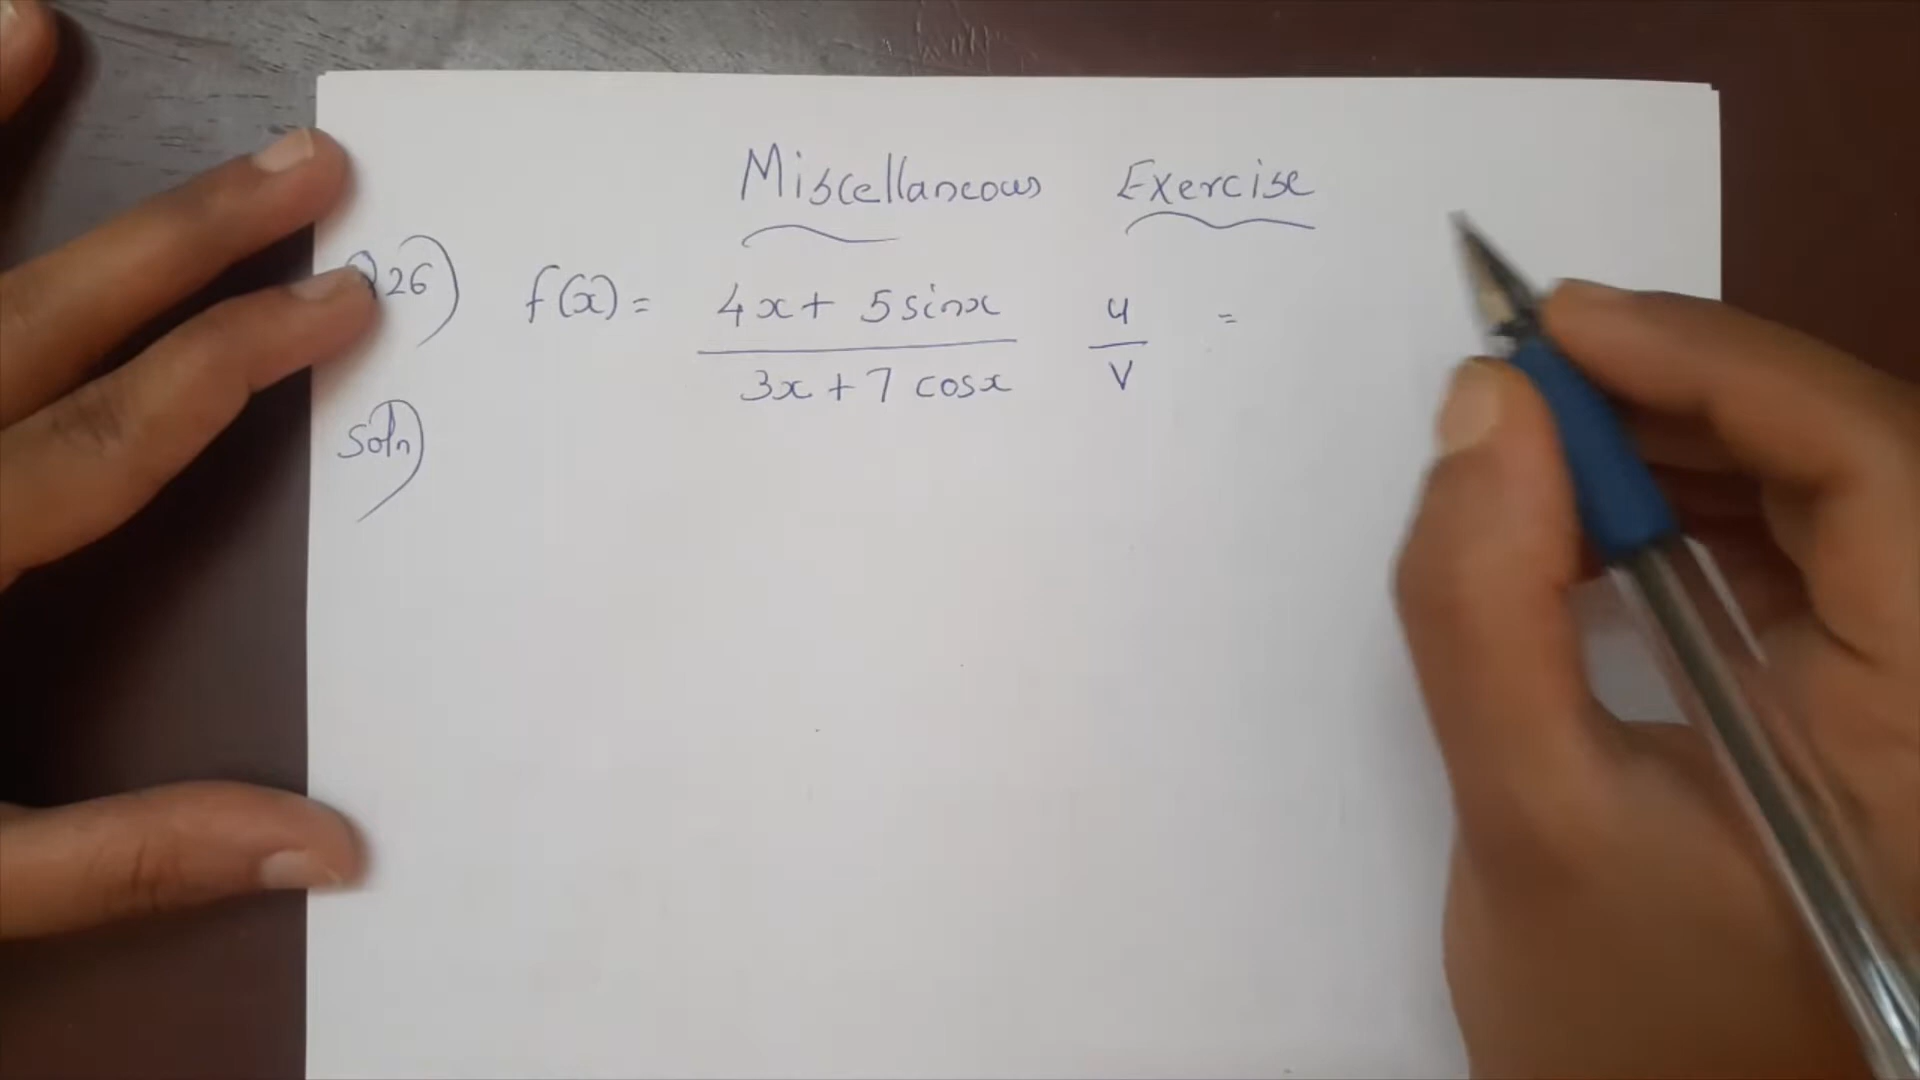 Miscellaneous Exercise
Q26) f(x) = 4x + 5 sinx / 3x + 7 cosx u / v =
Soln)